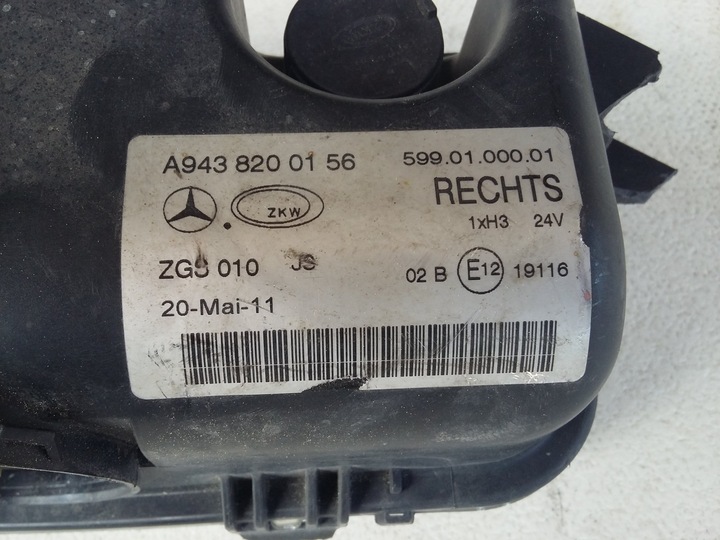 A943 820 01 56 599.01.000.01
ZKW RECHTS
1xH3 24V
ZGS 010 JS 02 B E12 19116
20-Mai-11